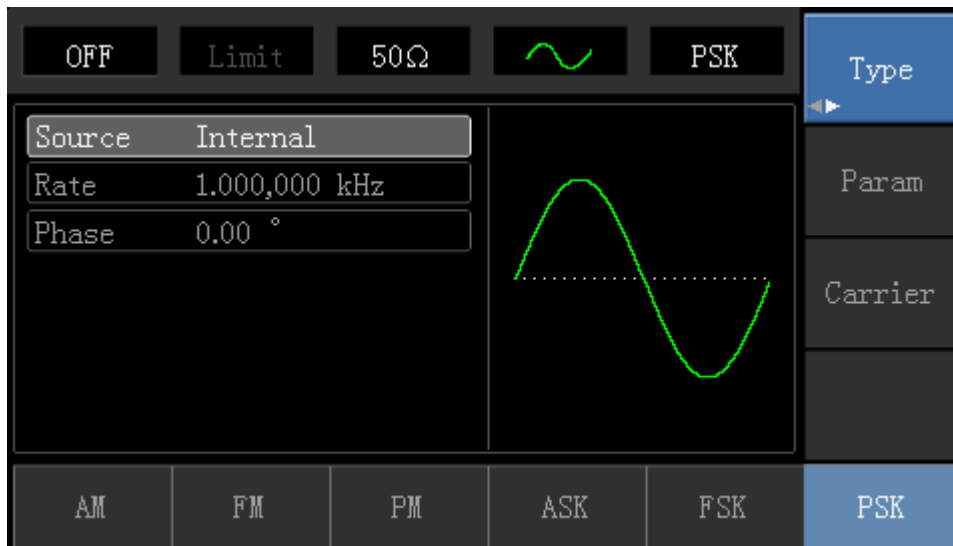 OFF Limit 50Ω PSK
Type
Source Internal
Rate 1.000,000 kHz
Phase 0.00 °
Param
Carrier
AM FM PM ASK FSK PSK